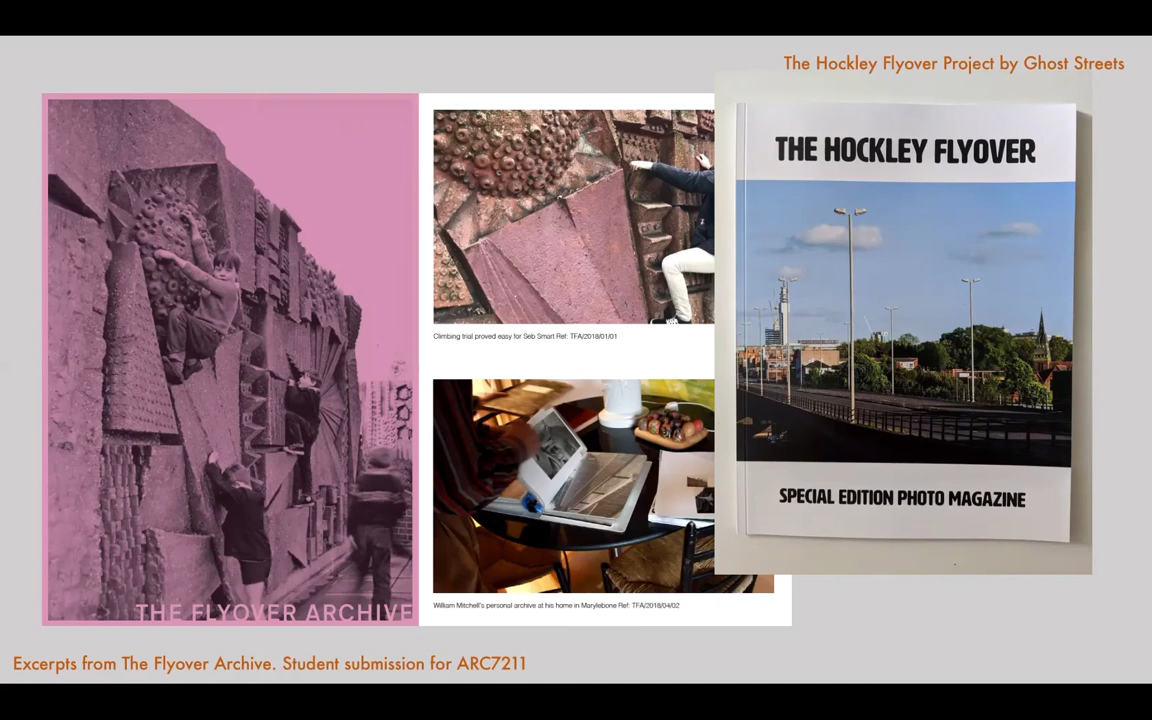 The Hockley Flyover Project by Ghost Streets
THE HOCKLEY FLYOVER
SPECIAL EDITION PHOTO MAGAZINE
Climbing trial proved easy for Seb Smart Ref: TFA/2018/01/01
William Mitchell's personal archive at his home in Marylebone Ref: TFA/2018/04/02
THE FLYOVER ARCHIVE
Excerpts from The Flyover Archive. Student submission for ARC7211